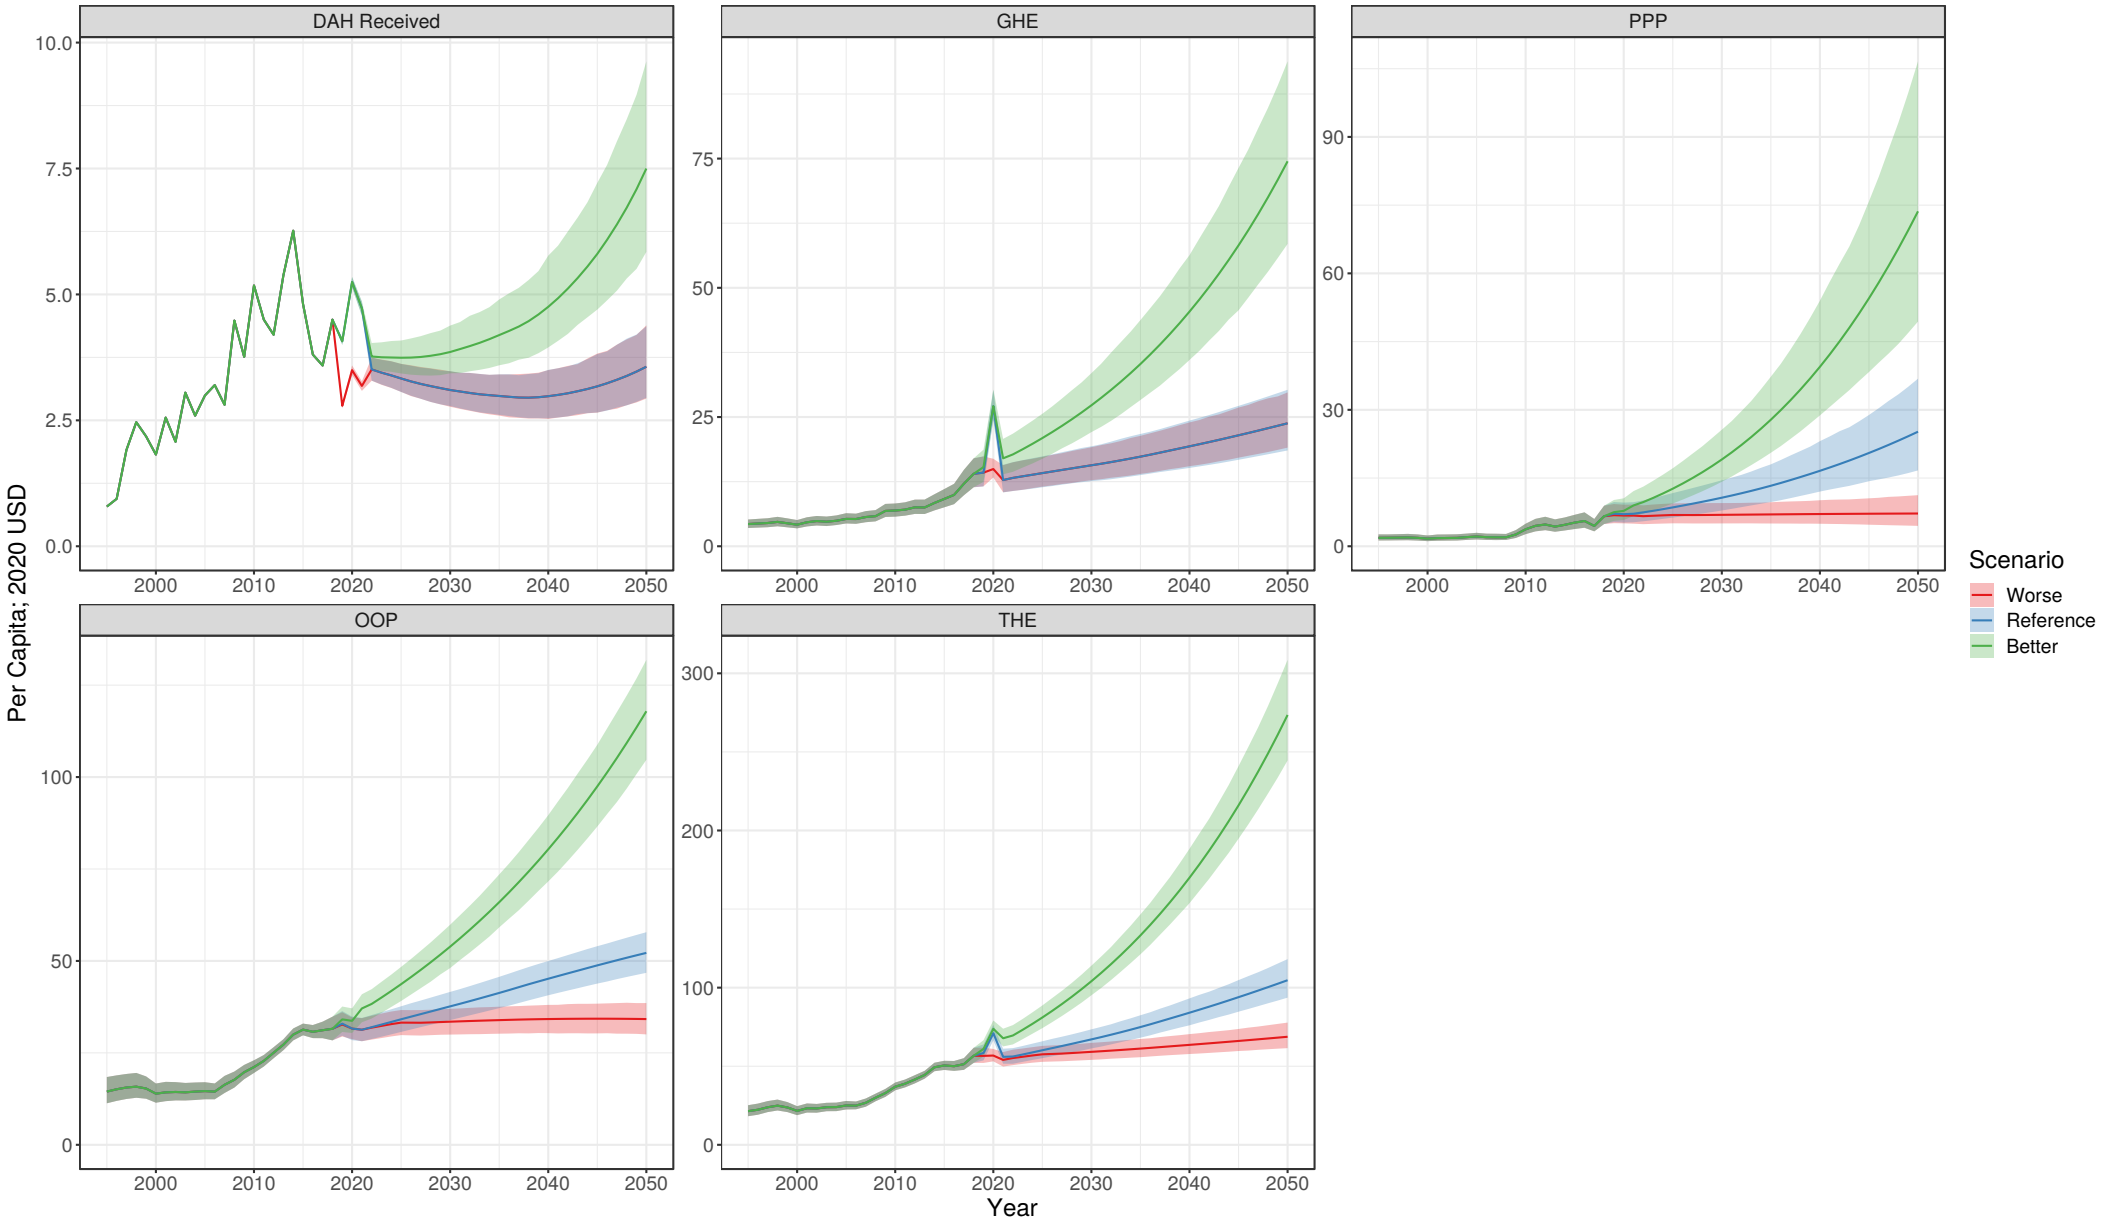 DAH Received
GHE
PPP
10.0
7.5
5.0
2.5
0.0
75
50
25
0
90
60
30
0
2000 2010 2020 2030 2040 2050
2000 2010 2020 2030 2040 2050
2000 2010 2020 2030 2040 2050
Per Capita; 2020 USD
OOP
THE
100
50
0
300
200
100
0
2000 2010 2020 2030 2040 2050
2000 2010 2020 2030 2040 2050
Year
Scenario
Worse
Reference
Better